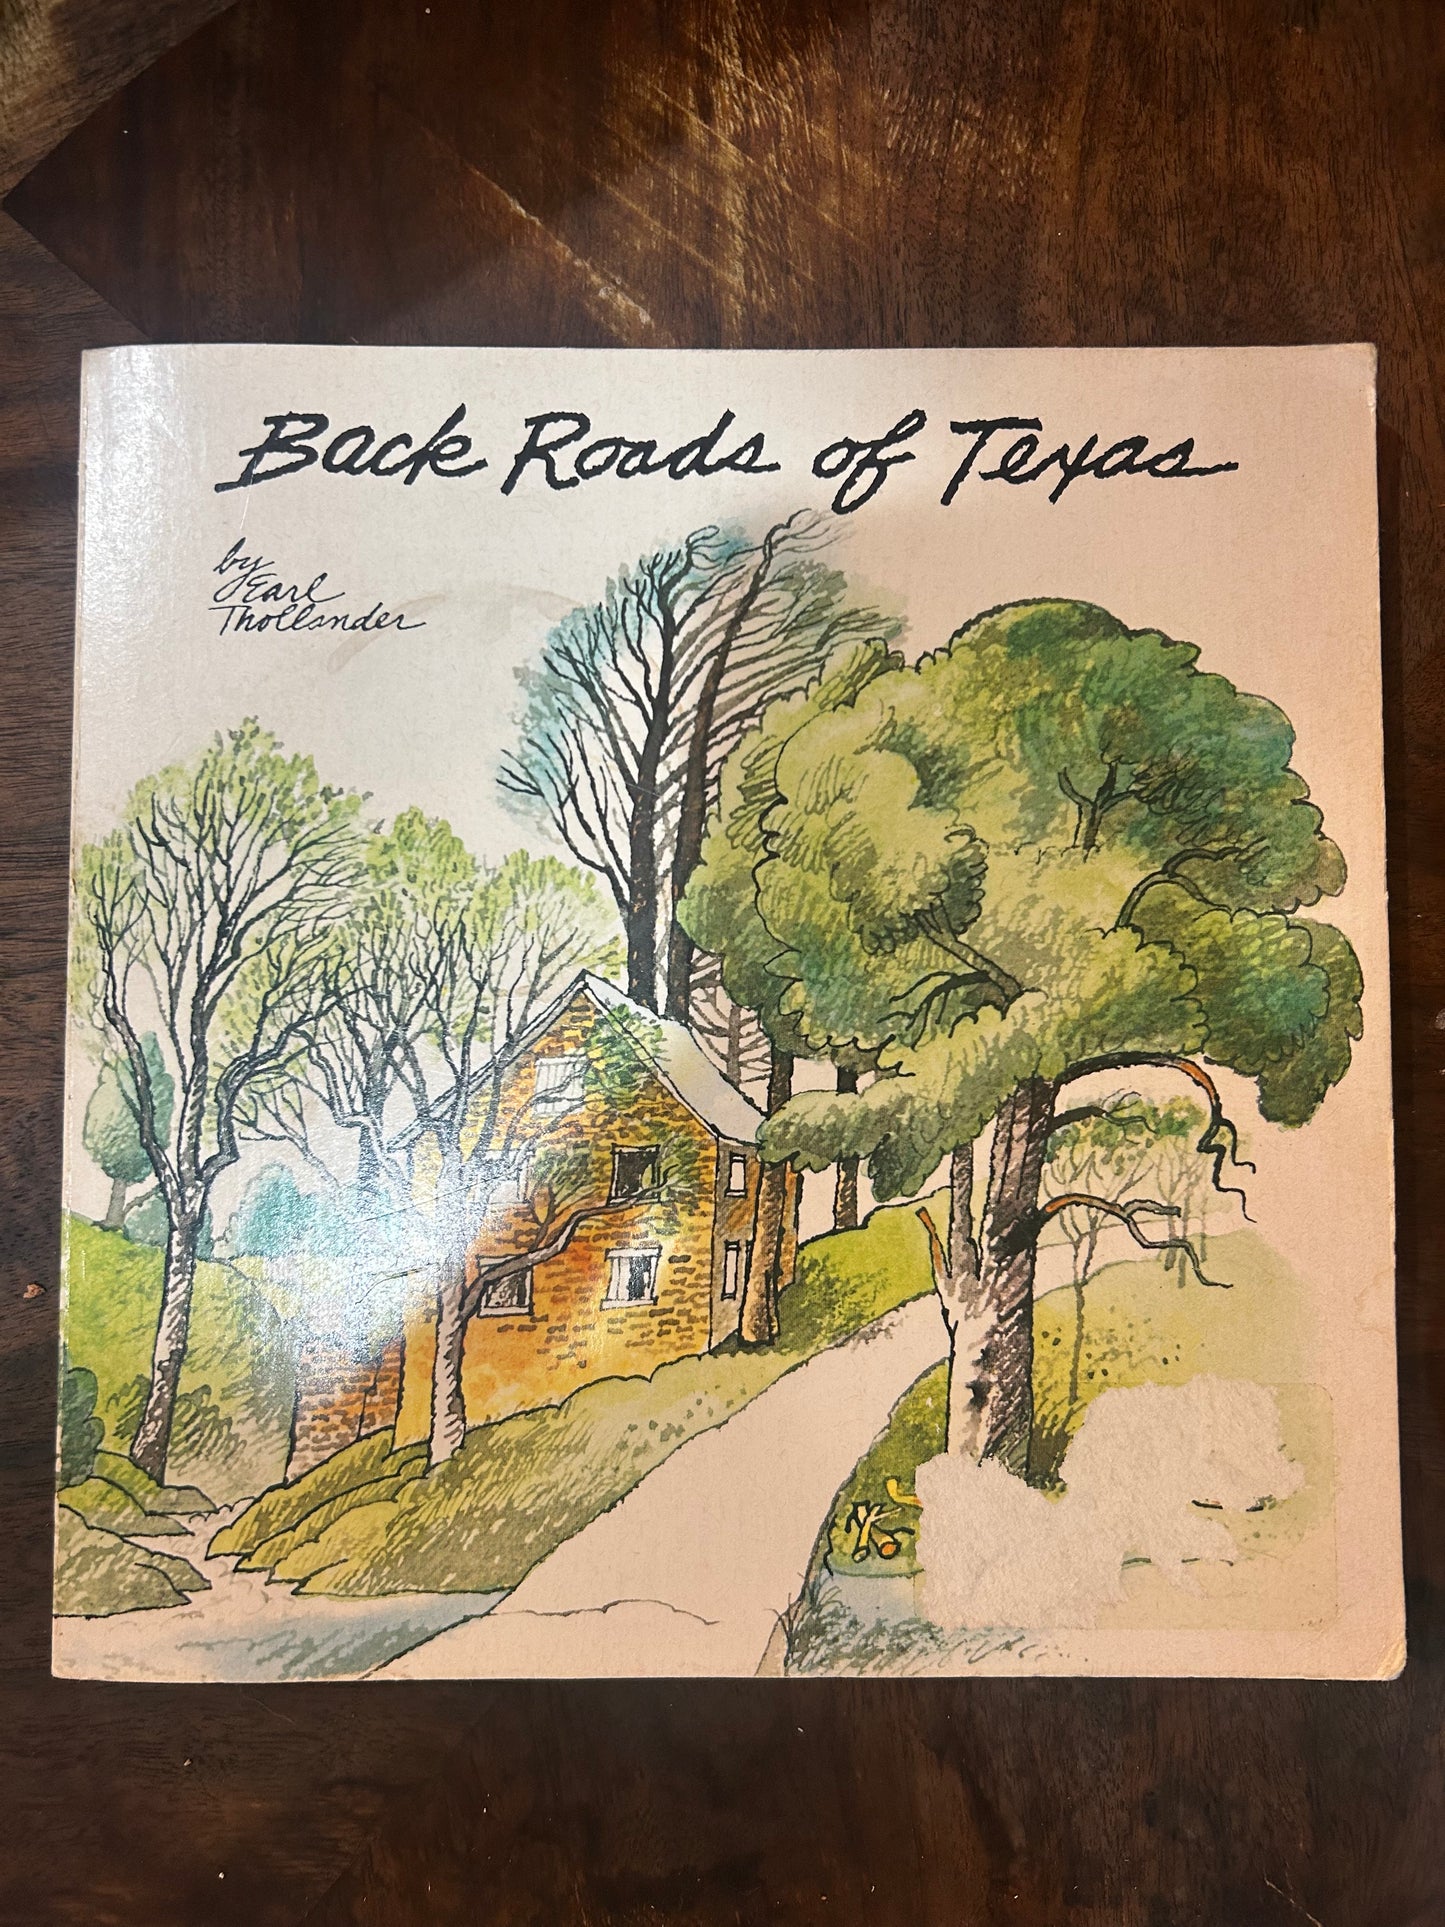 Back Roads of Texas
by
Earl
Thollander